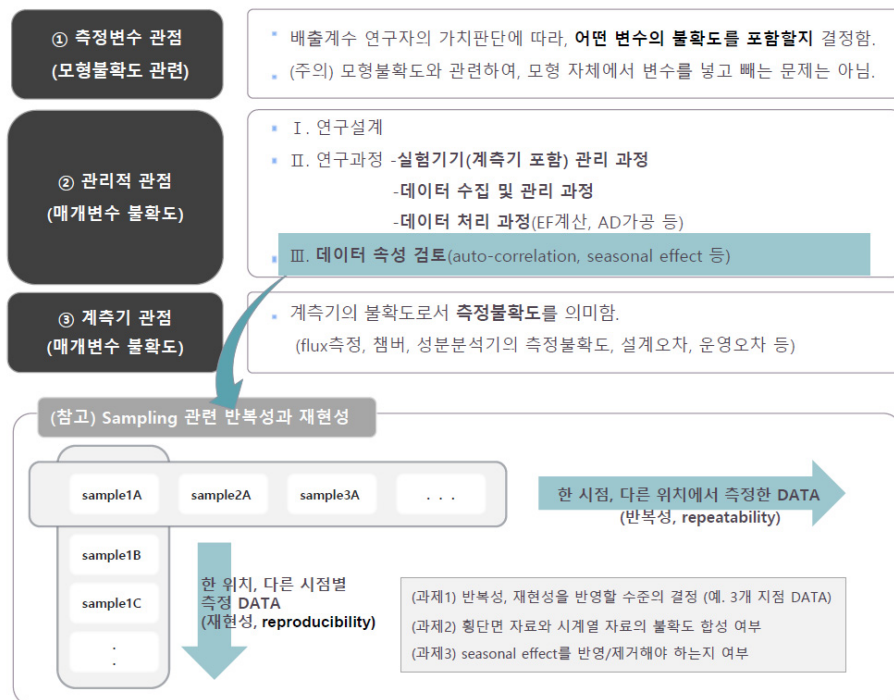 ① 측정변수 관점
(모형불확도 관련)
배출계수 연구자의 가치판단에 따라, 어떤 변수의 불확도를 포함할지 결정함.
(주의) 모형불확도와 관련하여, 모형 자체에서 변수를 넣고 빼는 문제는 아님.
② 관리적 관점
(매개변수 불확도)
Ⅰ. 연구설계
Ⅱ. 연구과정 -실험기기(계측기 포함) 관리 과정
-데이터 수집 및 관리 과정
-데이터 처리 과정(EF계산, AD가공 등)
Ⅲ. 데이터 속성 검토(auto-correlation, seasonal effect 등)
③ 계측기 관점
(매개변수 불확도)
계측기의 불확도로서 측정불확도를 의미함.
(flux측정, 챔버, 성분분석기의 측정불확도, 설계오차, 운영오차 등)
(참고) Sampling 관련 반복성과 재현성
sample1A sample2A sample3A . . .
sample1B
sample1C
.
.
한 시점, 다른 위치에서 측정한 DATA
(반복성, repeatability)
한 위치, 다른 시점별
측정 DATA
(재현성, reproducibility)
(과제1) 반복성, 재현성을 반영할 수준의 결정 (예. 3개 지점 DATA)
(과제2) 횡단면 자료와 시계열 자료의 불확도 합성 여부
(과제3) seasonal effect를 반영/제거해야 하는지 여부